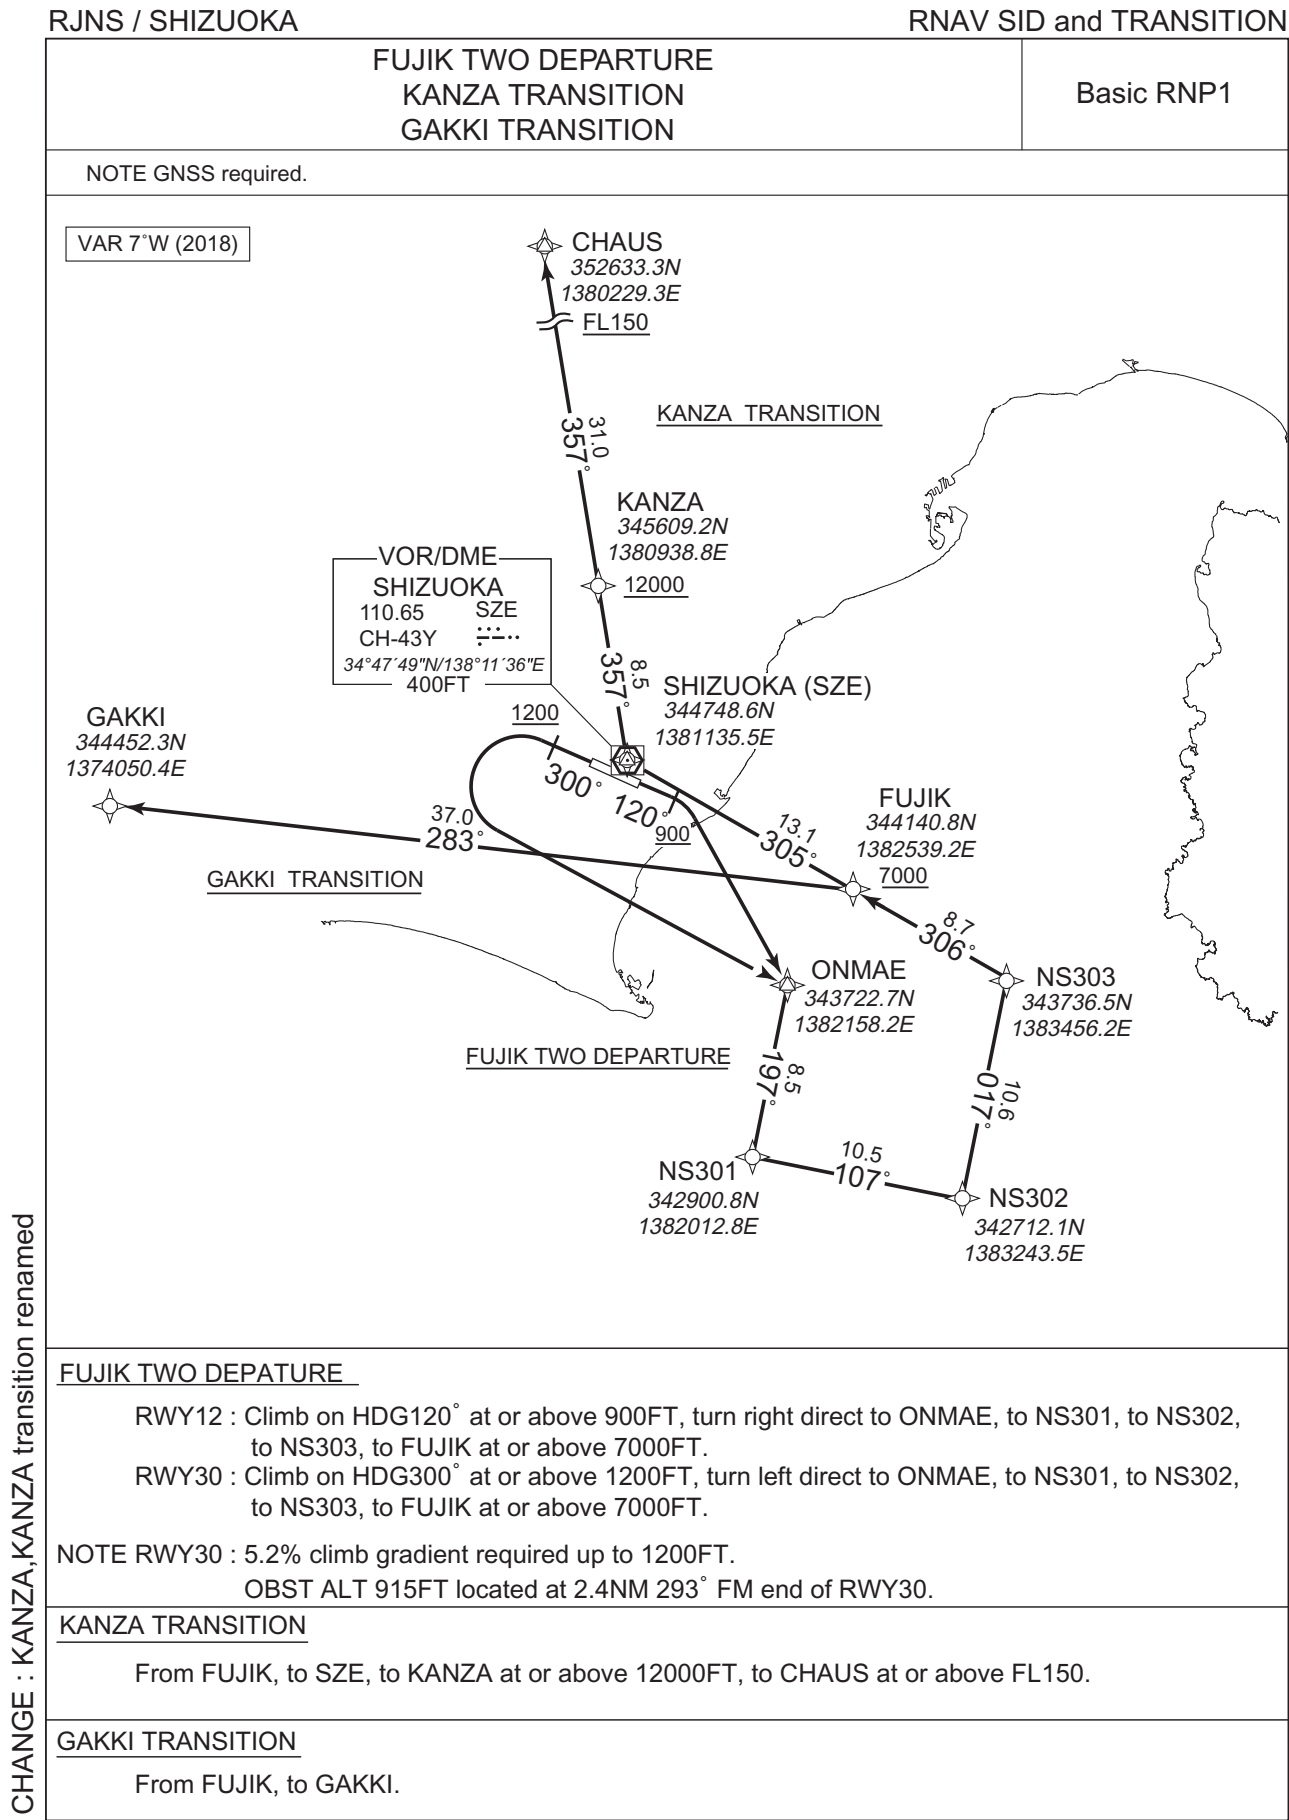 RJNS / SHIZUOKA
RNAV SID and TRANSITION
FUJIK TWO DEPARTURE
KANZA TRANSITION
GAKKI TRANSITION
Basic RNP1
NOTE GNSS required.
VAR 7˚W (2018)
CHAUS
352633.3N
1380229.3E
FL150
KANZA TRANSITION
31.0
357°
KANZA
345609.2N
1380938.8E
12000
VOR/DME
SHIZUOKA
110.65 SZE
CH-43Y
34°47´49"N/138°11´36"E
400FT
8.5
357°
SHIZUOKA (SZE)
344748.6N
1381135.5E
GAKKI
344452.3N
1374050.4E
1200
300°
120°
900
37.0
283°
GAKKI TRANSITION
13.1
305°
FUJIK
344140.8N
1382539.2E
7000
8.7
306°
ONMAE
343722.7N
1382158.2E
NS303
343736.5N
1383456.2E
FUJIK TWO DEPARTURE
8.5
197°
10.6
017°
10.5
107°
NS301
342900.8N
1382012.8E
NS302
342712.1N
1383243.5E
FUJIK TWO DEPATURE
RWY12 : Climb on HDG120˚ at or above 900FT, turn right direct to ONMAE, to NS301, to NS302,
to NS303, to FUJIK at or above 7000FT.
RWY30 : Climb on HDG300˚ at or above 1200FT, turn left direct to ONMAE, to NS301, to NS302,
to NS303, to FUJIK at or above 7000FT.
NOTE RWY30 : 5.2% climb gradient required up to 1200FT.
OBST ALT 915FT located at 2.4NM 293˚ FM end of RWY30.
KANZA TRANSITION
From FUJIK, to SZE, to KANZA at or above 12000FT, to CHAUS at or above FL150.
GAKKI TRANSITION
From FUJIK, to GAKKI.
CHANGE : KANZA,KANZA transition renamed